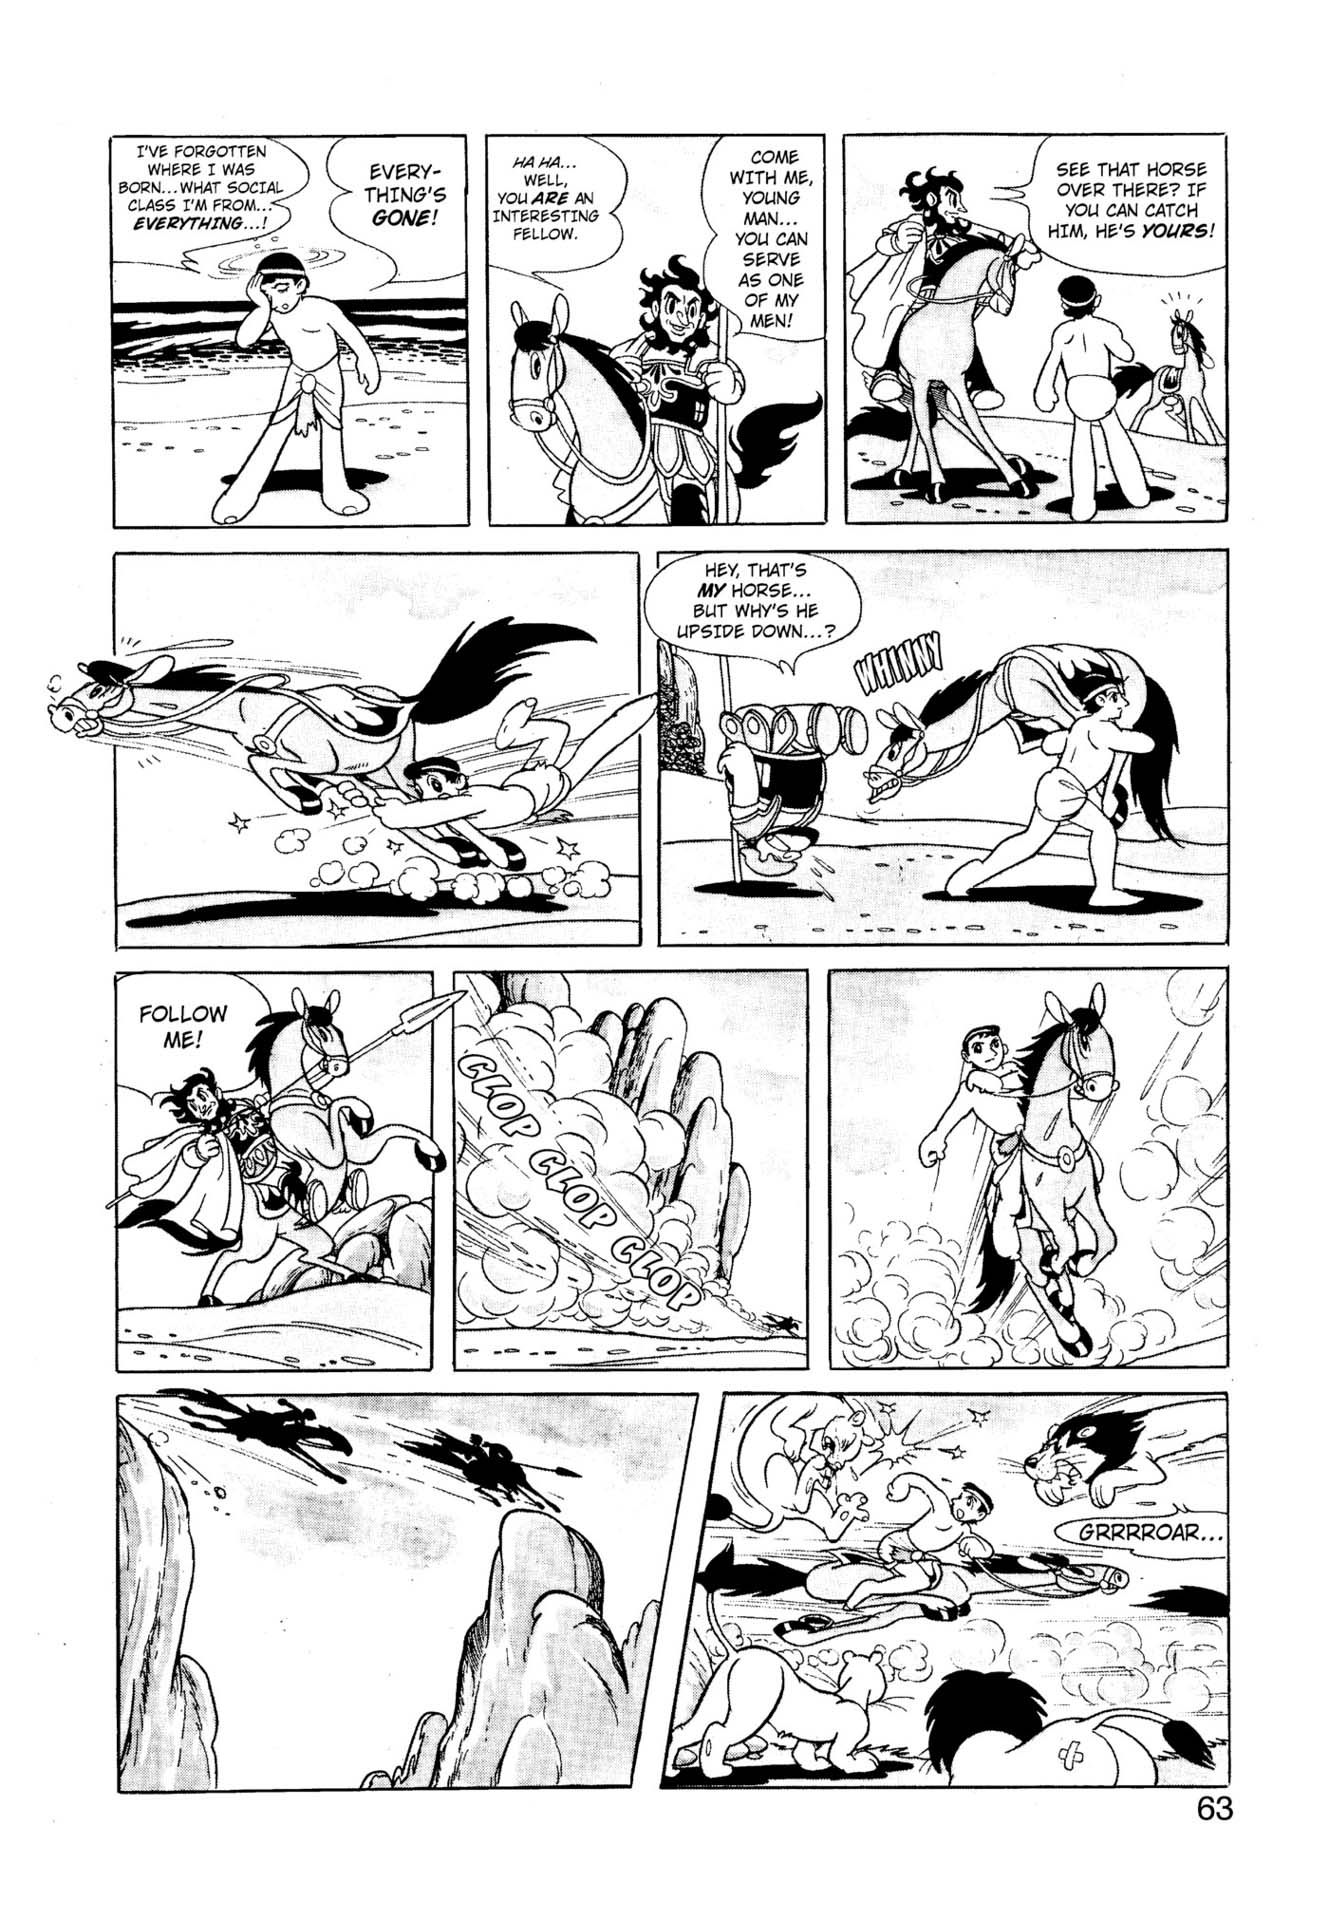 I'VE FORGOTTEN
WHERE I WAS
BORN...WHAT SOCIAL
CLASS I'M FROM...
EVERYTHING...!
EVERY-
THING'S
GONE!
HA HA...
WELL,
YOU ARE AN
INTERESTING
FELLOW.
COME
WITH ME,
YOUNG
MAN...
YOU CAN
SERVE
AS ONE
OF MY
MEN!
SEE THAT HORSE
OVER THERE? IF
YOU CAN CATCH
HIM, HE'S YOURS!
HEY, THAT'S
MY HORSE...
BUT WHY'S HE
UPSIDE DOWN...?
WHINNY
FOLLOW
ME!
CLOP CLOP CLOP
GRRRROAR...
63